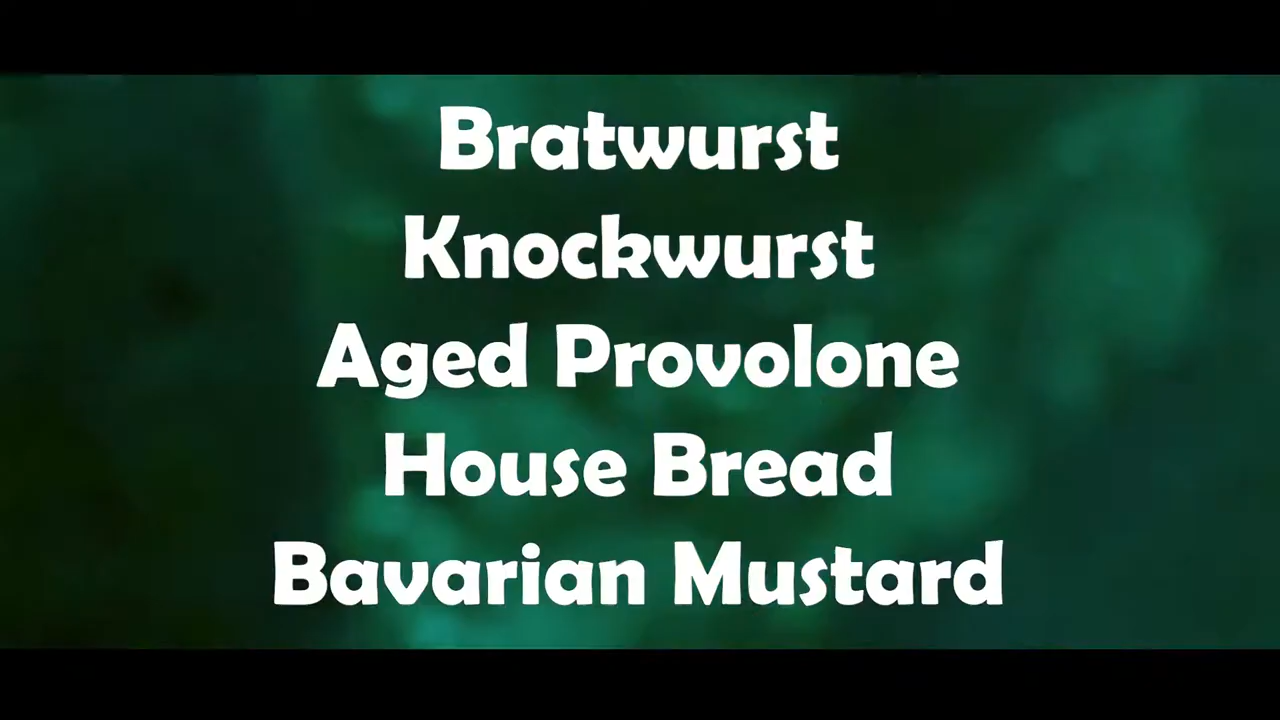 Bratwurst
Knockwurst
Aged Provolone
House Bread
Bavarian Mustard